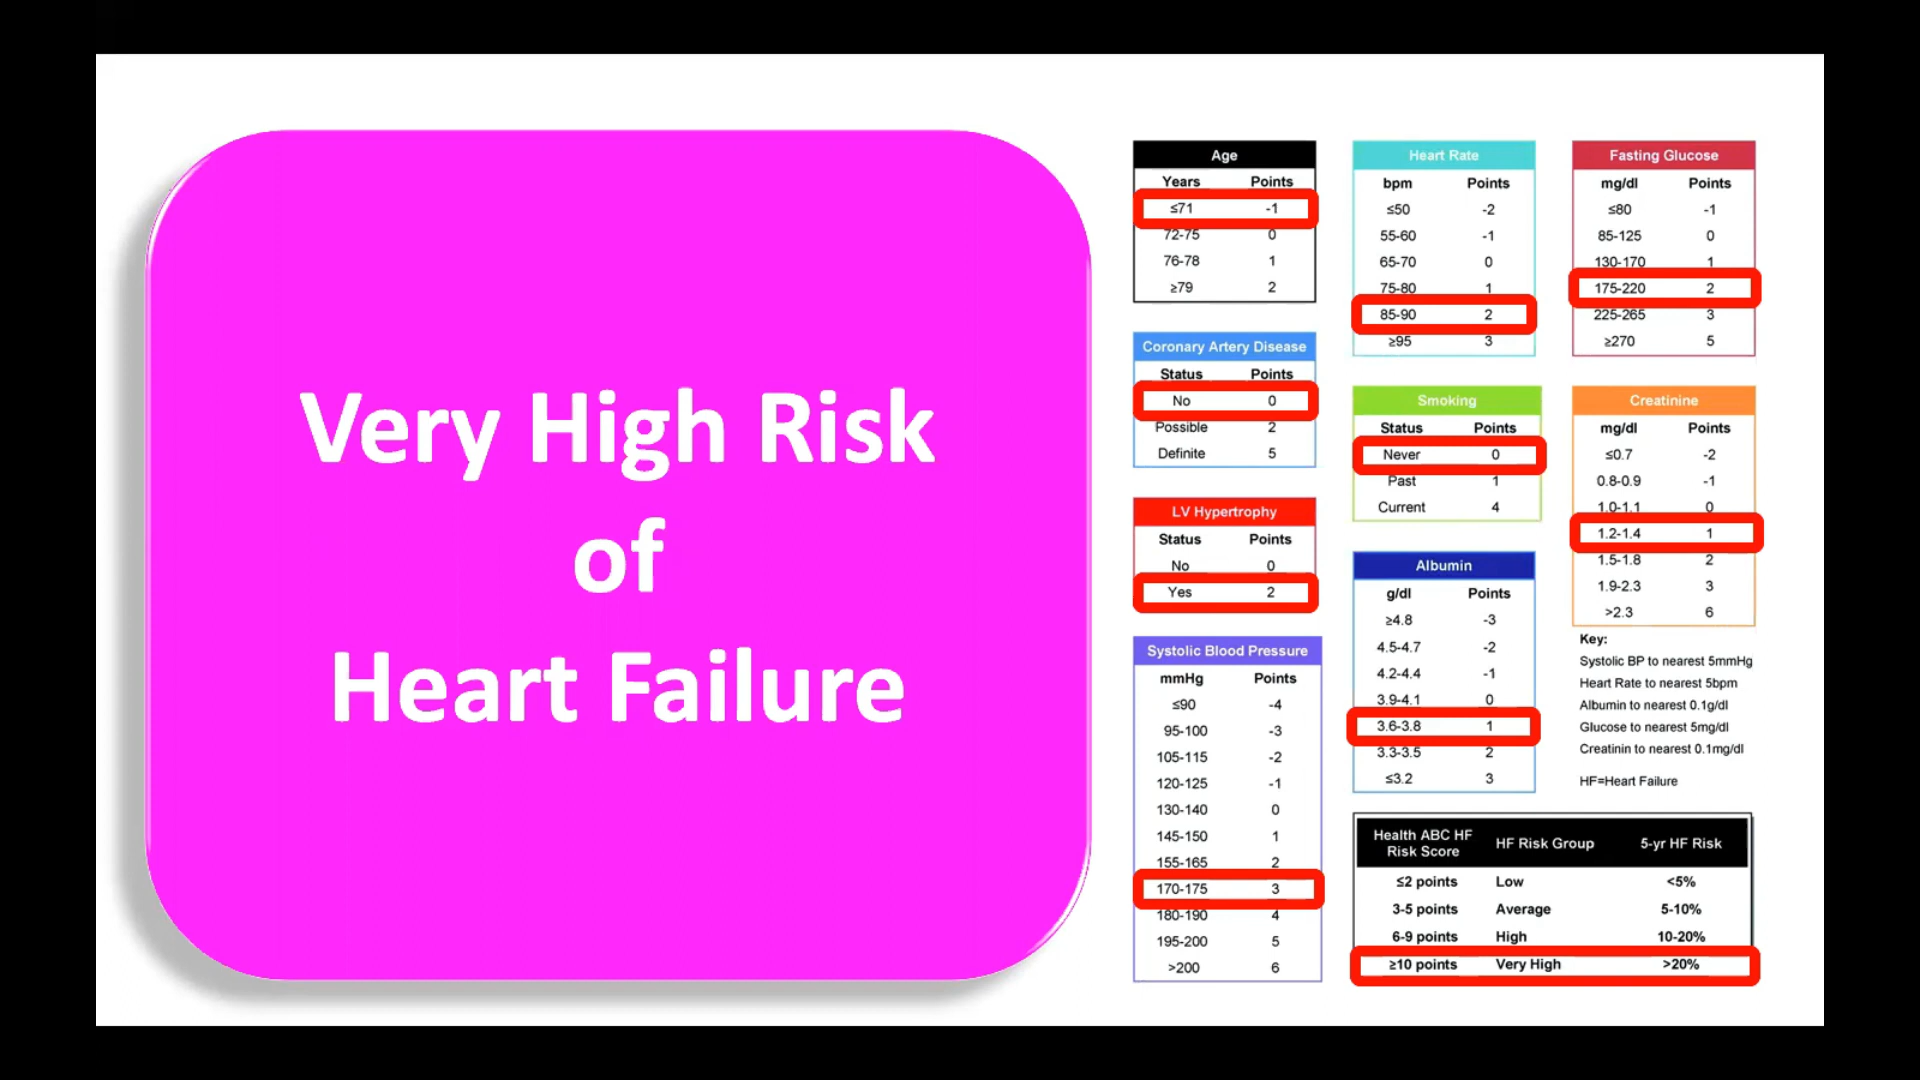 Very High Risk
of
Heart Failure
Age
Years Points
≤71 -1
72-75 0
76-78 1
≥79 2
Coronary Artery Disease
Status Points
No 0
Possible 2
Definite 5
LV Hypertrophy
Status Points
No 0
Yes 2
Systolic Blood Pressure
mmHg Points
≤90 -4
95-100 -3
105-115 -2
120-125 -1
130-140 0
145-150 1
155-165 2
170-175 3
180-190 4
195-200 5
>200 6
Heart Rate
bpm Points
≤50 -2
55-60 -1
65-70 0
75-80 1
85-90 2
≥95 3
Smoking
Status Points
Never 0
Past 1
Current 4
Albumin
g/dl Points
≥4.8 -3
4.5-4.7 -2
4.2-4.4 -1
3.9-4.1 0
3.6-3.8 1
3.3-3.5 2
≤3.2 3
Fasting Glucose
mg/dl Points
≤80 -1
85-125 0
130-170 1
175-220 2
225-265 3
≥270 5
Creatinine
mg/dl Points
≤0.7 -2
0.8-0.9 -1
1.0-1.1 0
1.2-1.4 1
1.5-1.8 2
1.9-2.3 3
>2.3 6
Key:
Systolic BP to nearest 5mmHg
Heart Rate to nearest 5bpm
Albumin to nearest 0.1g/dl
Glucose to nearest 5mg/dl
Creatinin to nearest 0.1mg/dl
HF=Heart Failure
Health ABC HF
Risk Score HF Risk Group 5-yr HF Risk
≤2 points Low <5%
3-5 points Average 5-10%
6-9 points High 10-20%
≥10 points Very High >20%